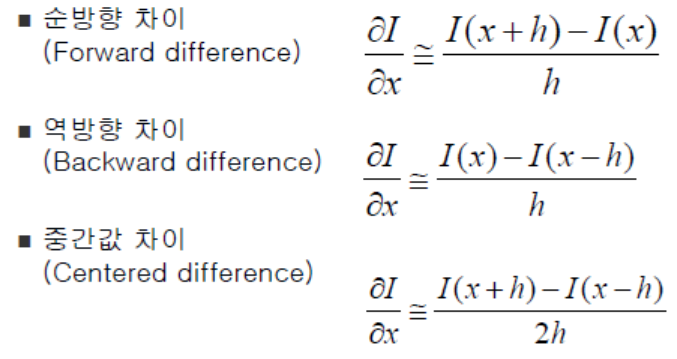 ■ 순방향 차이
(Forward difference)
∂I/∂x ≅ (I(x+h)−I(x))/h
■ 역방향 차이
(Backward difference)
∂I/∂x ≅ (I(x)−I(x−h))/h
■ 중간값 차이
(Centered difference)
∂I/∂x ≅ (I(x+h)−I(x−h))/2h